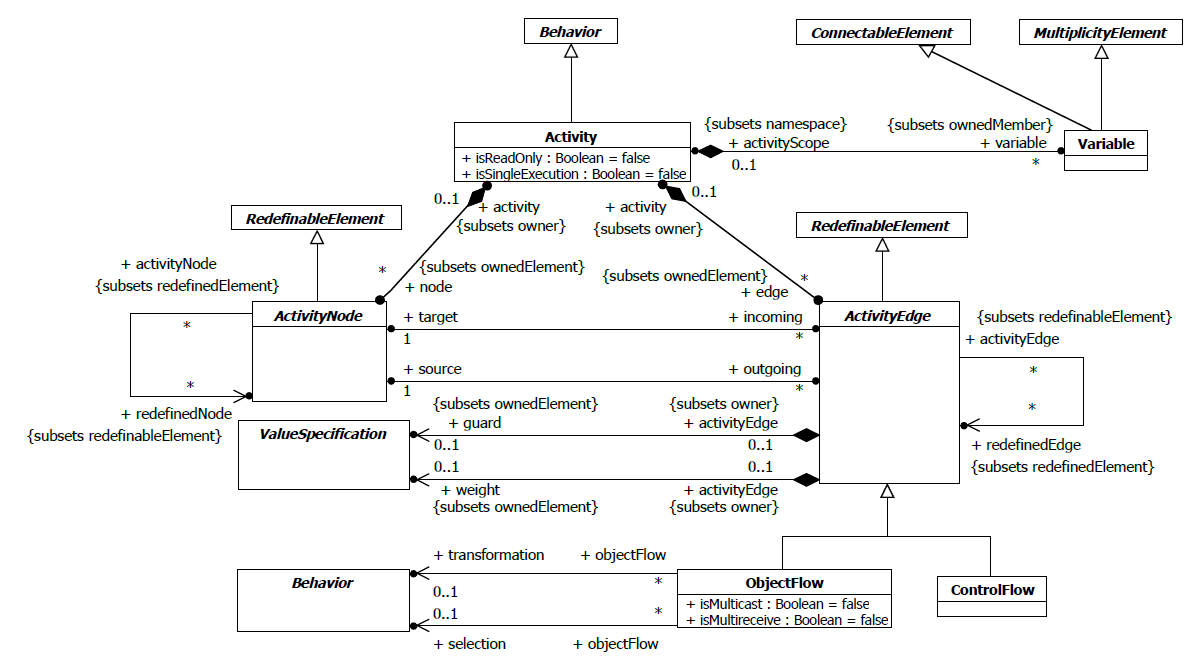 Behavior
ConnectableElement
MultiplicityElement
Activity
+ isReadOnly : Boolean = false
+ isSingleExecution : Boolean = false
{subsets namespace}
+ activityScope
0..1
{subsets ownedMember}
+ variable
*
Variable
0..1
+ activity
{subsets owner}
0..1
+ activity
{subsets owner}
RedefinableElement
RedefinableElement
+ activityNode
{subsets redefinedElement}
*
{subsets ownedElement}
+ node
*
{subsets ownedElement}
*
+ edge
ActivityNode
ActivityEdge
+ target
1
+ incoming
*
+ source
1
+ outgoing
*
*
*
+ redefinedNode
{subsets redefinableElement}
{subsets redefinableElement}
+ activityEdge
*
*
+ redefinedEdge
{subsets redefinedElement}
ValueSpecification
{subsets ownedElement}
+ guard
0..1
{subsets owner}
+ activityEdge
0..1
0..1
+ weight
{subsets ownedElement}
0..1
+ activityEdge
{subsets owner}
Behavior
+ transformation
0..1
+ objectFlow
*
0..1
+ selection
*
+ objectFlow
ObjectFlow
+ isMulticast : Boolean = false
+ isMultireceive : Boolean = false
ControlFlow